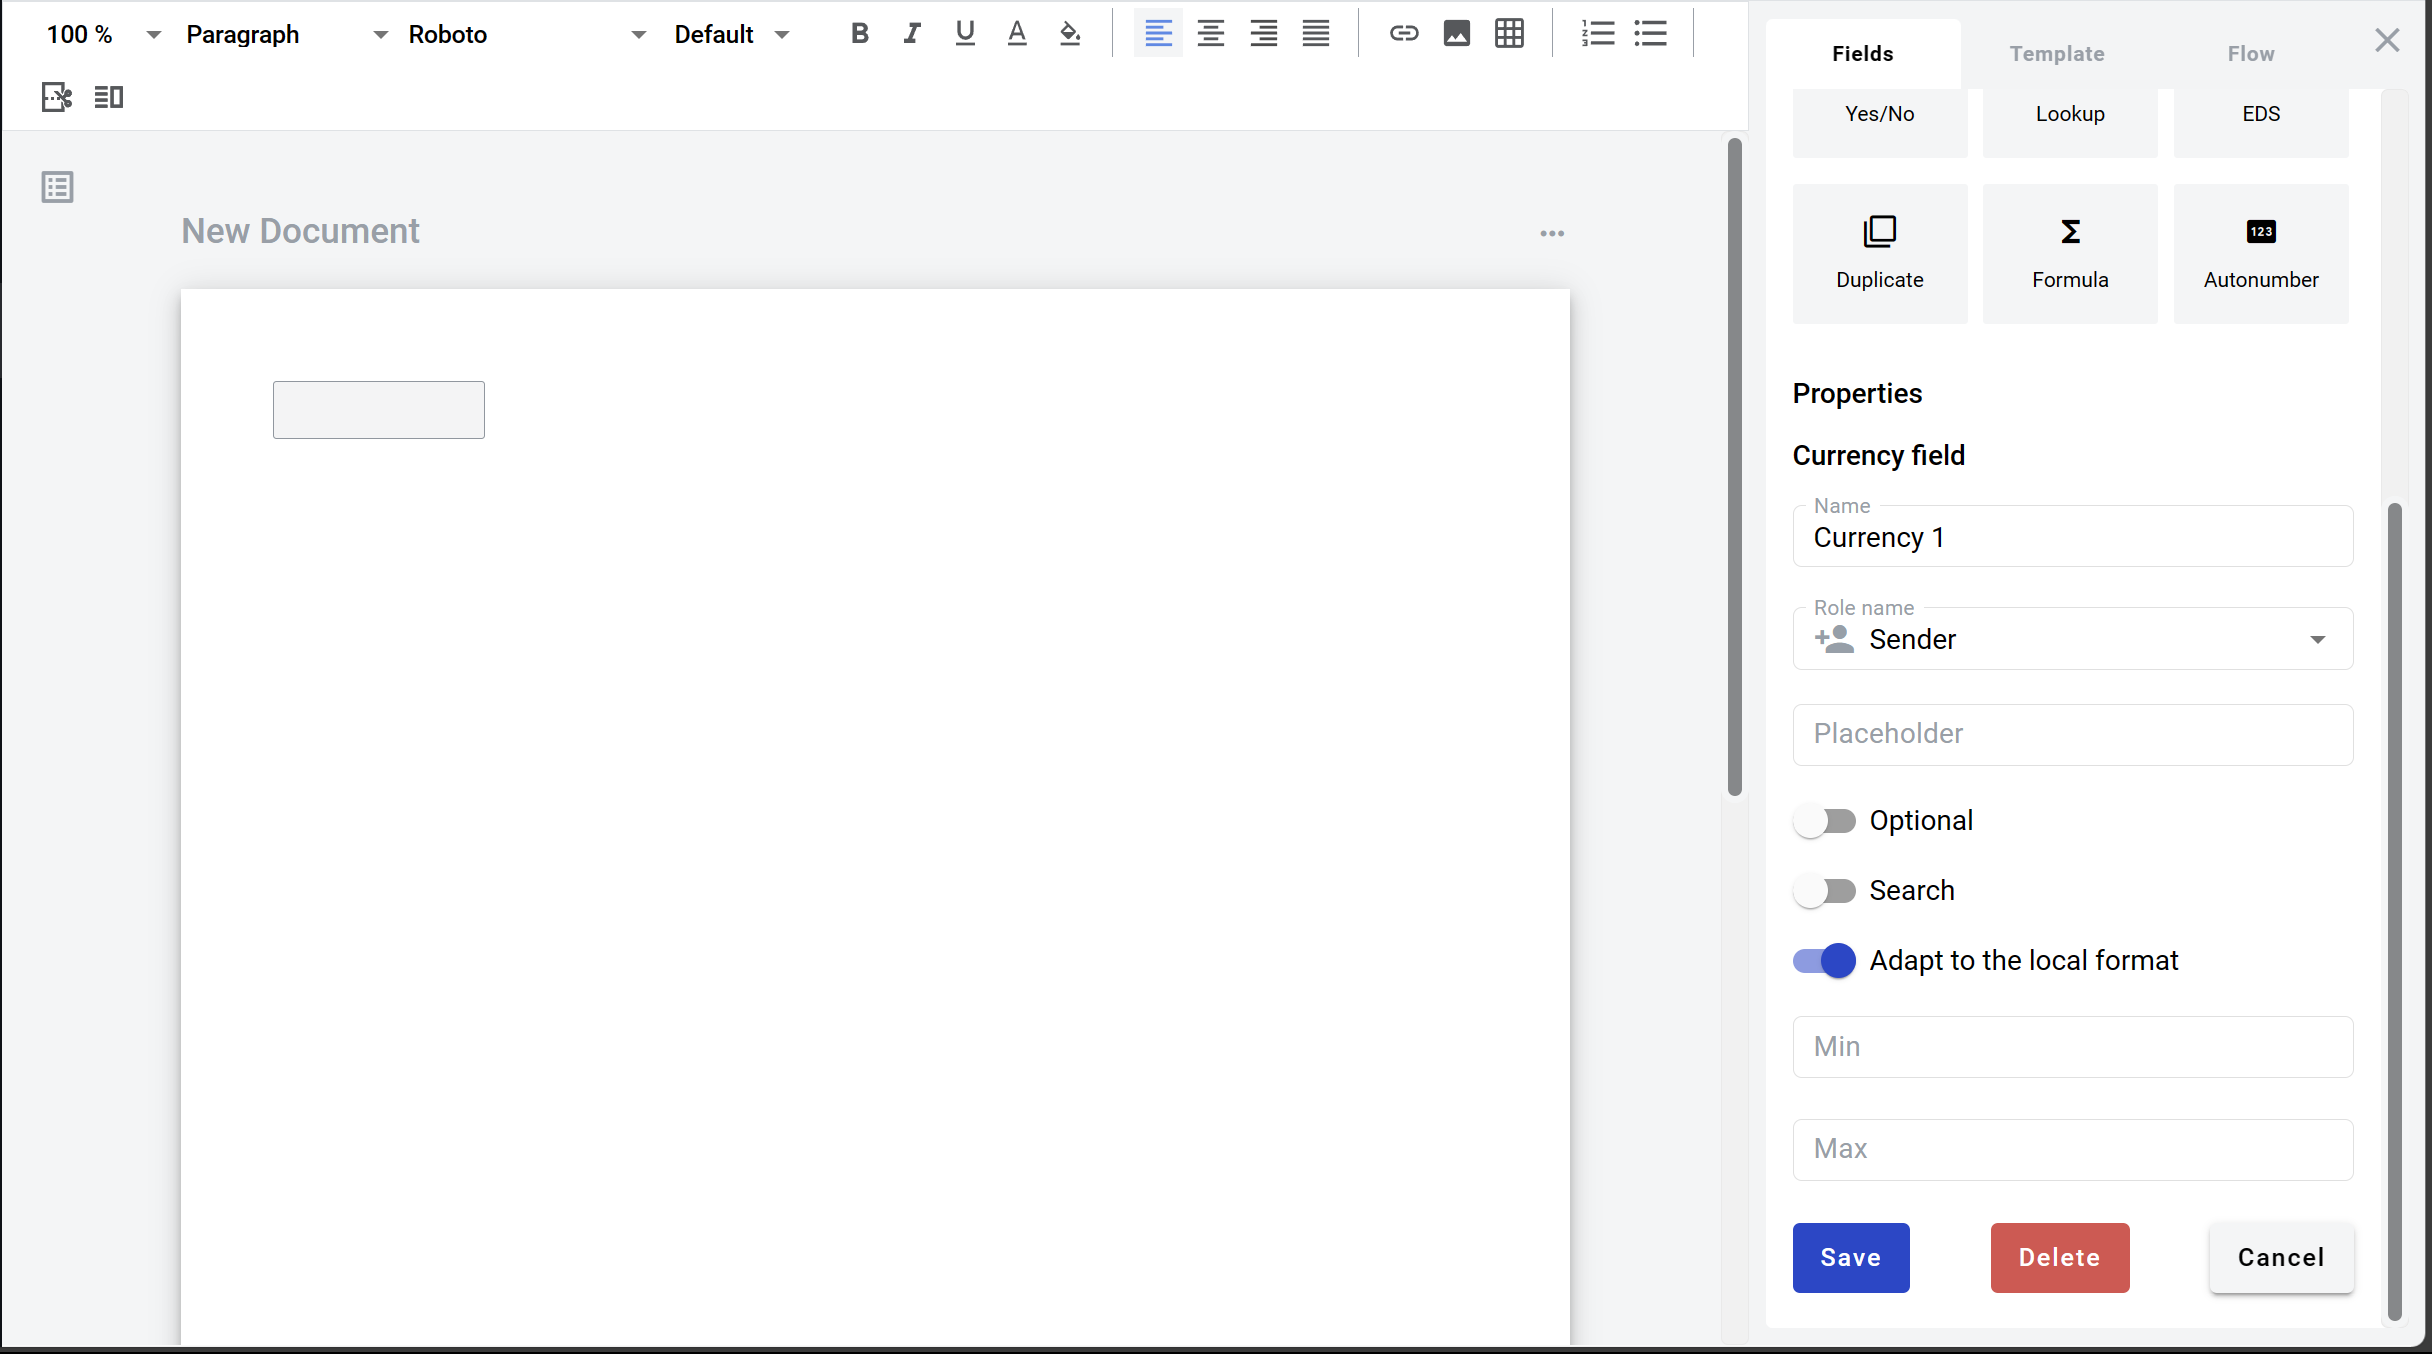 100 %
Paragraph
Roboto
Default
New Document
Fields
Template
Flow
Yes/No
Lookup
EDS
Duplicate
Formula
123
Autonumber
Properties
Currency field
Name
Currency 1
Role name
Sender
Placeholder
Optional
Search
Adapt to the local format
Min
Max
Save
Delete
Cancel